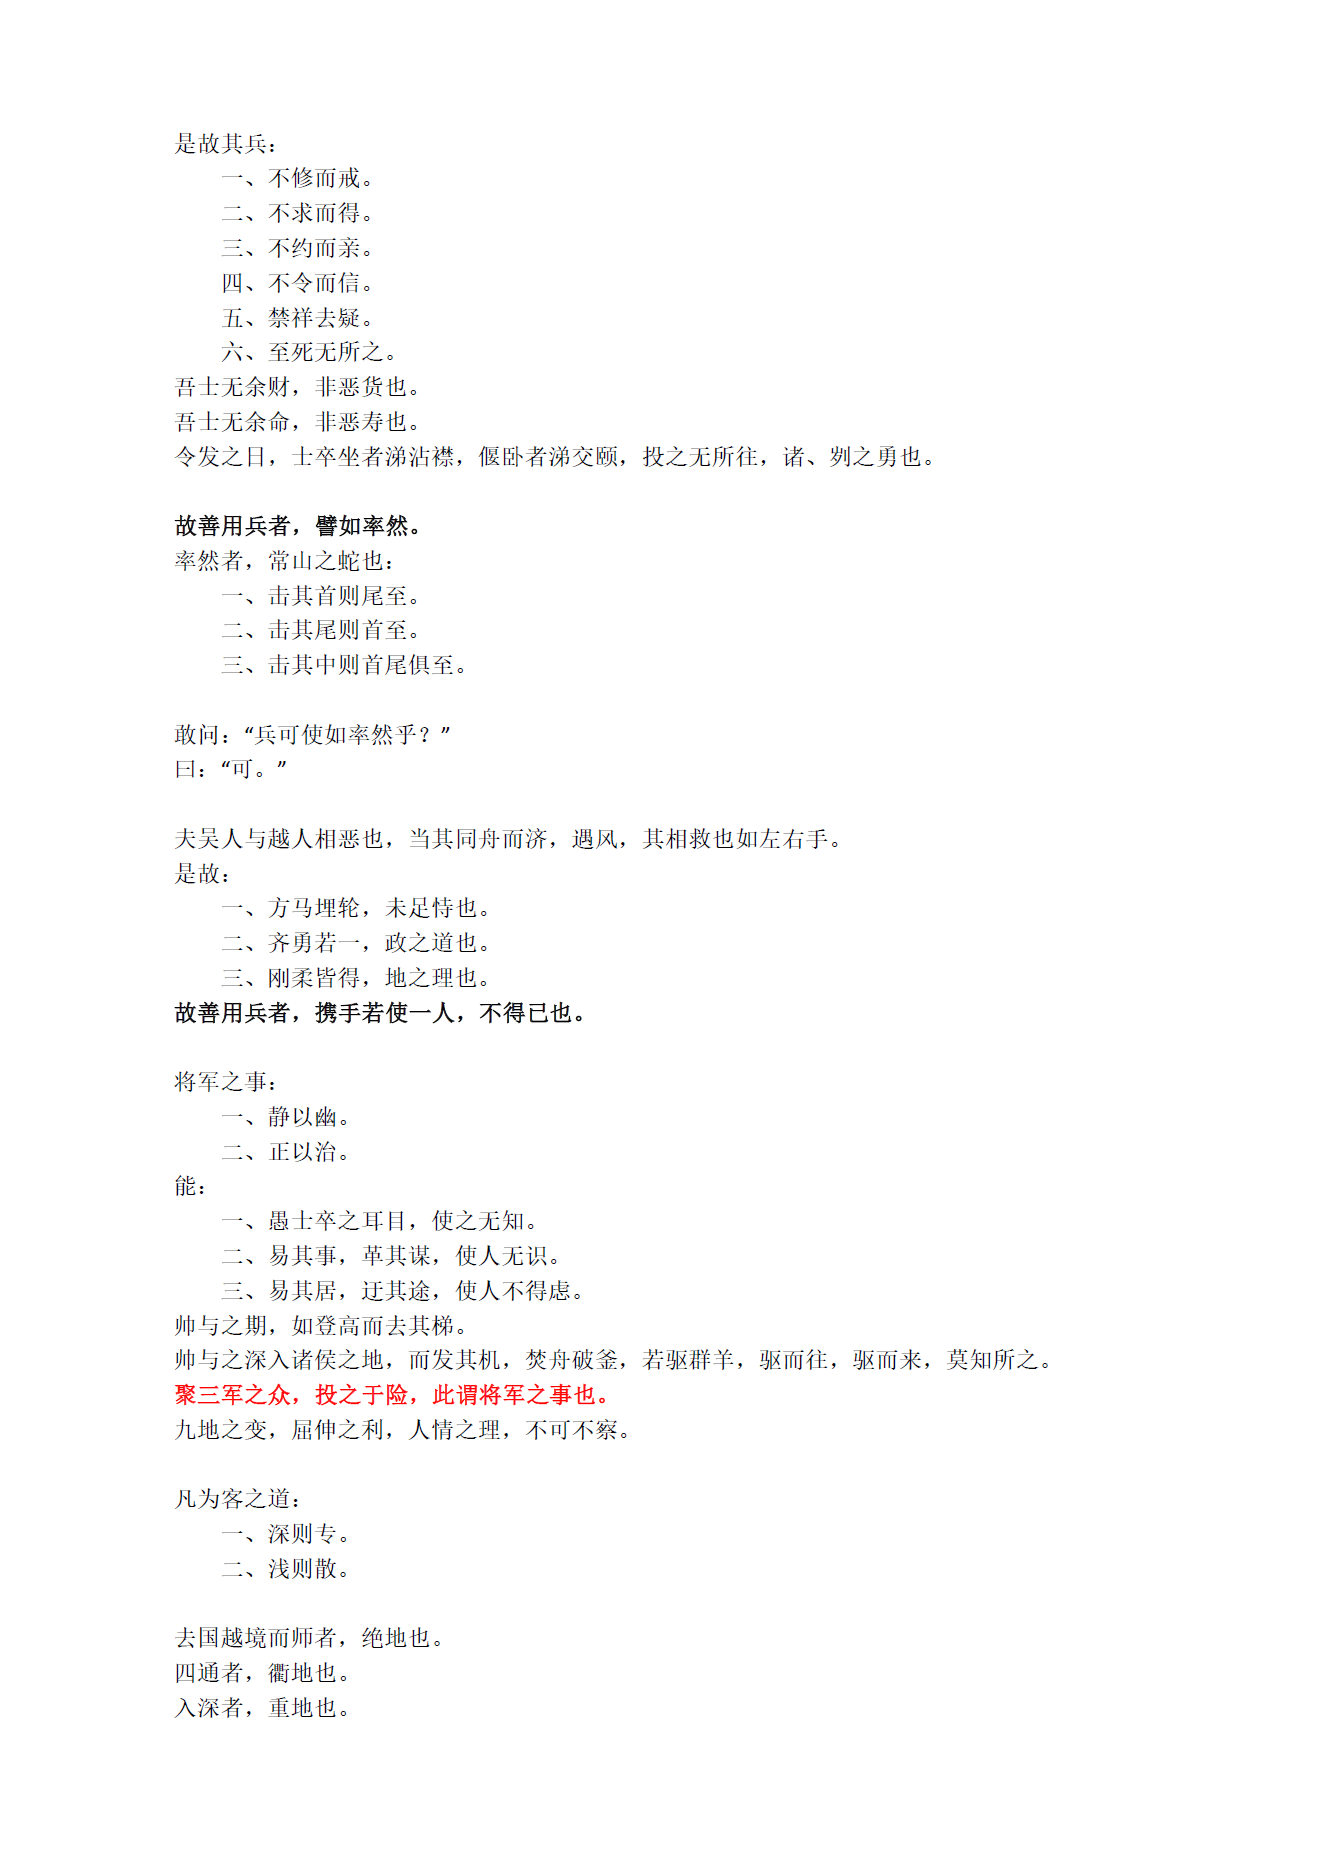 是故其兵：
一、不修而戒。
二、不求而得。
三、不约而亲。
四、不令而信。
五、禁祥去疑。
六、至死无所之。
吾士无余财，非恶货也。
吾士无余命，非恶寿也。
令发之日，士卒坐者涕沾襟，偃卧者涕交颐，投之无所往，诸、刿之勇也。
故善用兵者，譬如率然。
率然者，常山之蛇也：
一、击其首则尾至。
二、击其尾则首至。
三、击其中则首尾俱至。
敢问：“兵可使如率然乎？”
曰：“可。”
夫吴人与越人相恶也，当其同舟而济，遇风，其相救也如左右手。
是故：
一、方马埋轮，未足恃也。
二、齐勇若一，政之道也。
三、刚柔皆得，地之理也。
故善用兵者，携手若使一人，不得已也。
将军之事：
一、静以幽。
二、正以治。
能：
一、愚士卒之耳目，使之无知。
二、易其事，革其谋，使人无识。
三、易其居，迂其途，使人不得虑。
帅与之期，如登高而去其梯。
帅与之深入诸侯之地，而发其机，焚舟破釜，若驱群羊，驱而往，驱而来，莫知所之。
聚三军之众，投之于险，此谓将军之事也。
九地之变，屈伸之利，人情之理，不可不察。
凡为客之道：
一、深则专。
二、浅则散。
去国越境而师者，绝地也。
四通者，衢地也。
入深者，重地也。